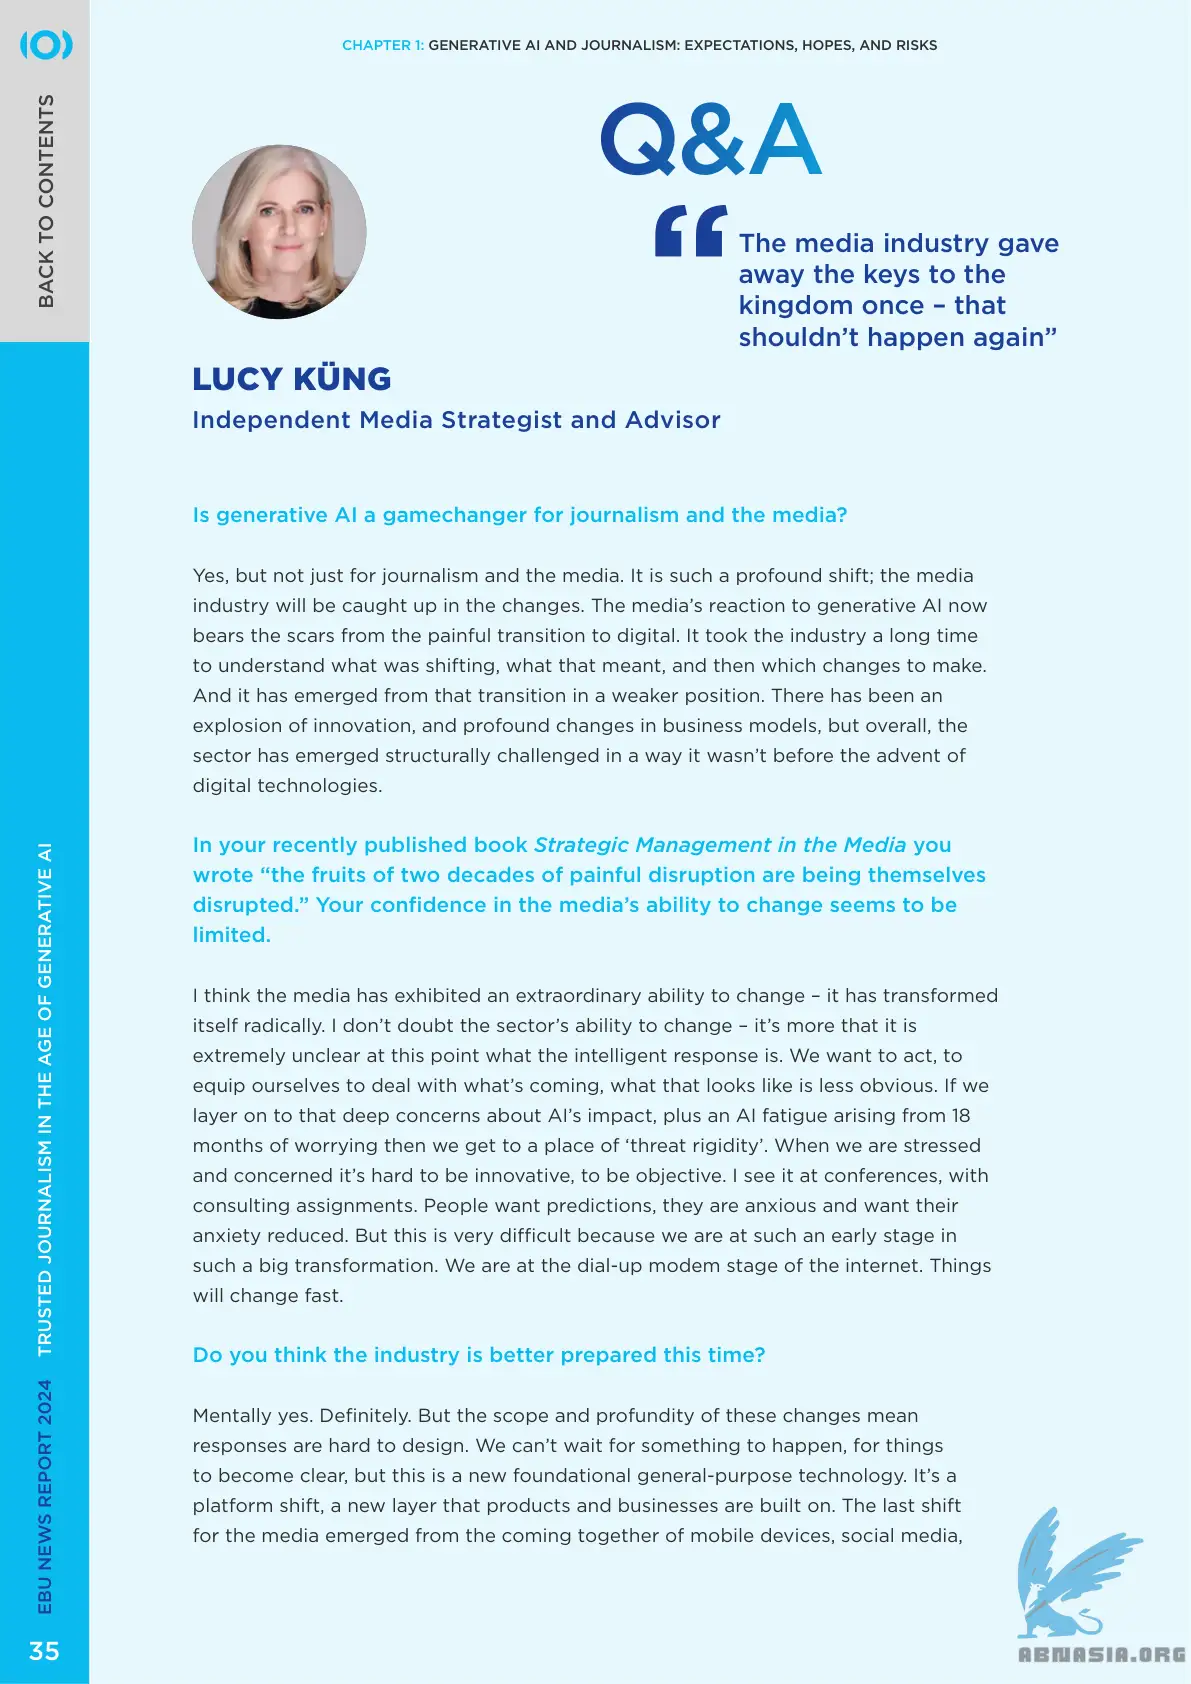 CHAPTER 1: GENERATIVE AI AND JOURNALISM: EXPECTATIONS, HOPES, AND RISKS
BACK TO CONTENTS
Q&A
“The media industry gave
away the keys to the
kingdom once – that
shouldn’t happen again”
LUCY KÜNG
Independent Media Strategist and Advisor
Is generative AI a gamechanger for journalism and the media?
Yes, but not just for journalism and the media. It is such a profound shift; the media
industry will be caught up in the changes. The media’s reaction to generative AI now
bears the scars from the painful transition to digital. It took the industry a long time
to understand what was shifting, what that meant, and then which changes to make.
And it has emerged from that transition in a weaker position. There has been an
explosion of innovation, and profound changes in business models, but overall, the
sector has emerged structurally challenged in a way it wasn’t before the advent of
digital technologies.
In your recently published book Strategic Management in the Media you
wrote “the fruits of two decades of painful disruption are being themselves
disrupted.” Your confidence in the media’s ability to change seems to be
limited.
I think the media has exhibited an extraordinary ability to change – it has transformed
itself radically. I don’t doubt the sector’s ability to change – it’s more that it is
extremely unclear at this point what the intelligent response is. We want to act, to
equip ourselves to deal with what’s coming, what that looks like is less obvious. If we
layer on to that deep concerns about AI’s impact, plus an AI fatigue arising from 18
months of worrying then we get to a place of ‘threat rigidity’. When we are stressed
and concerned it’s hard to be innovative, to be objective. I see it at conferences, with
consulting assignments. People want predictions, they are anxious and want their
anxiety reduced. But this is very difficult because we are at such an early stage in
such a big transformation. We are at the dial-up modem stage of the internet. Things
will change fast.
Do you think the industry is better prepared this time?
Mentally yes. Definitely. But the scope and profundity of these changes mean
responses are hard to design. We can’t wait for something to happen, for things
to become clear, but this is a new foundational general-purpose technology. It’s a
platform shift, a new layer that products and businesses are built on. The last shift
for the media emerged from the coming together of mobile devices, social media,
EBU NEWS REPORT 2024 TRUSTED JOURNALISM IN THE AGE OF GENERATIVE AI
35
ABNASIA.ORG